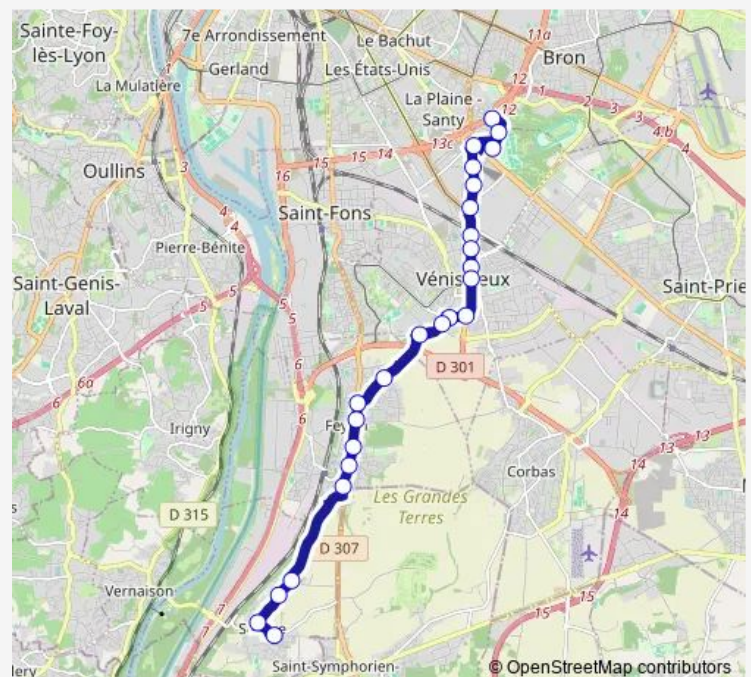 Sainte-Foy-
lès-Lyon
7e Arrondissement
Le Bachut
11a
Bron
Gerland
Les États-Unis
La Mulatière
1
12
1
2
3
3
La Plaine -
Santy
12
4.b
4
13c
Oullins
3
16
15
15
14
4
4
Saint-Fons
Pierre-Bénite
Saint-Genis-
Laval
5
5
5
6a
6
6
D 301
Irigny
13
13
14
14
Corbas
D 315
Les Grandes
Terres
D 307
Vernaison
7
7
15
15
Saint-Symphorien-
© OpenStreetMap contributors